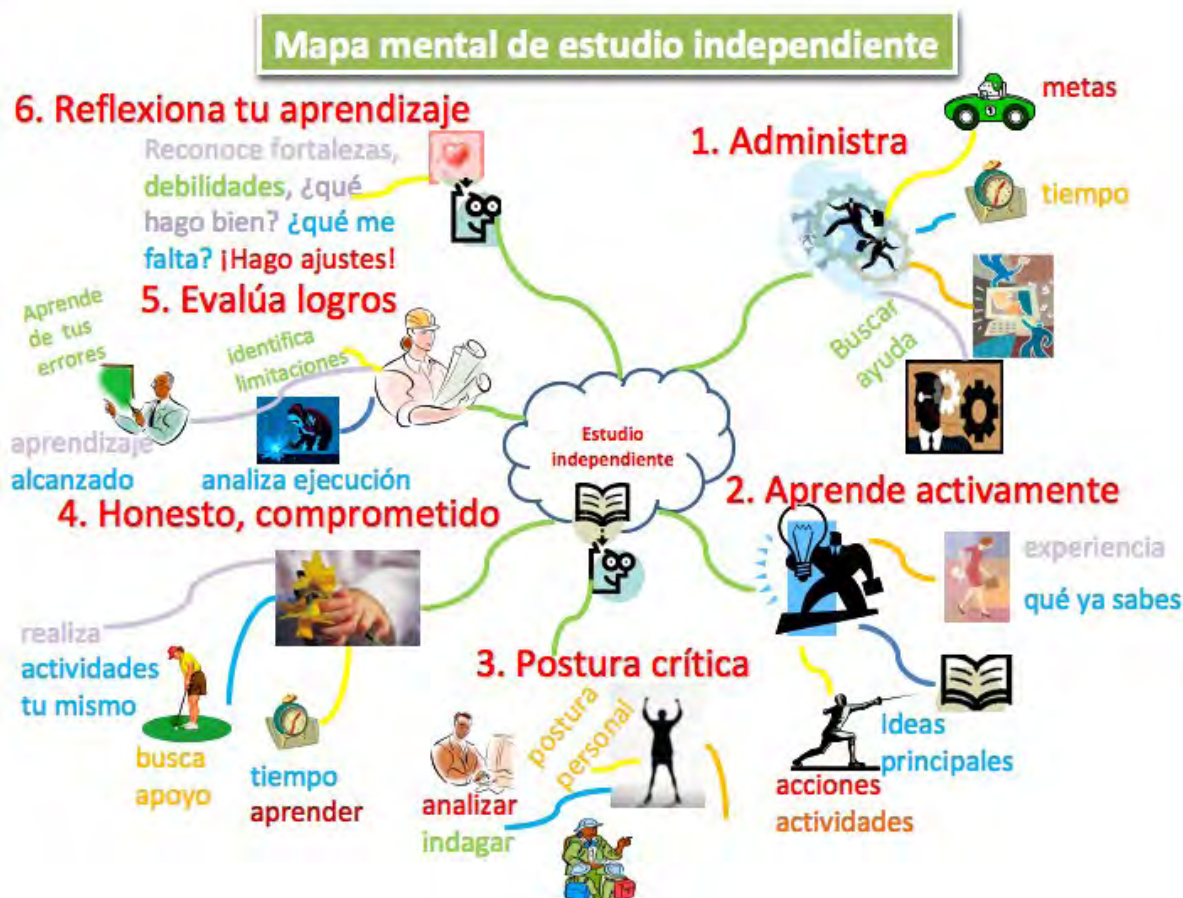 Mapa mental de estudio independiente
6. Reflexiona tu aprendizaje
Reconoce fortalezas,
debilidades, ¿qué
hago bien? ¿qué me
falta? ¡Hago ajustes!
1. Administra
metas
tiempo
Buscar
ayuda
5. Evalúa logros
Aprende
de tus
errores
identifica
limitaciones
aprendizaje
alcanzado
analiza ejecución
Estudio
independiente
2. Aprende activamente
experiencia
qué ya sabes
Ideas
principales
acciones
actividades
4. Honesto, comprometido
realiza
actividades
tu mismo
busca
apoyo
tiempo
aprender
3. Postura crítica
postura
personal
analizar
indagar